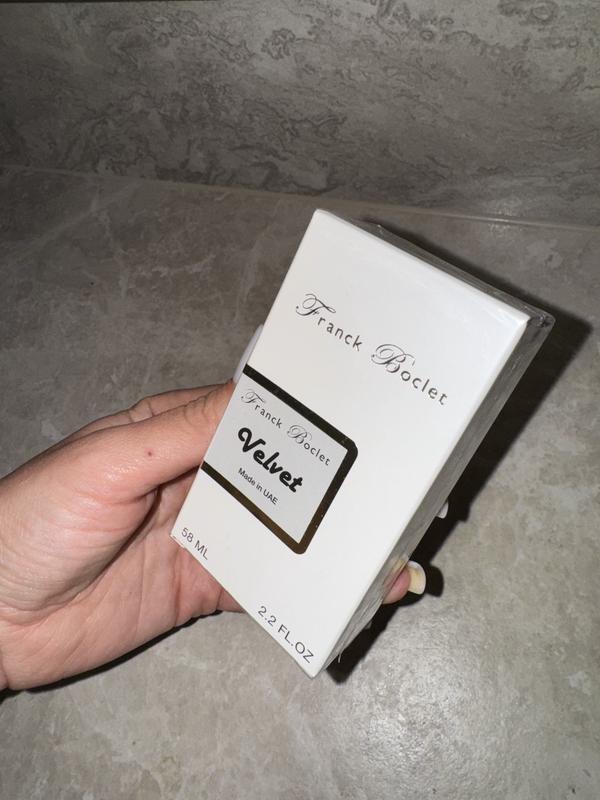 Franck Boclet
Franck Boclet
Velvet
Made in UAE
58 ML
2.2 FL.OZ